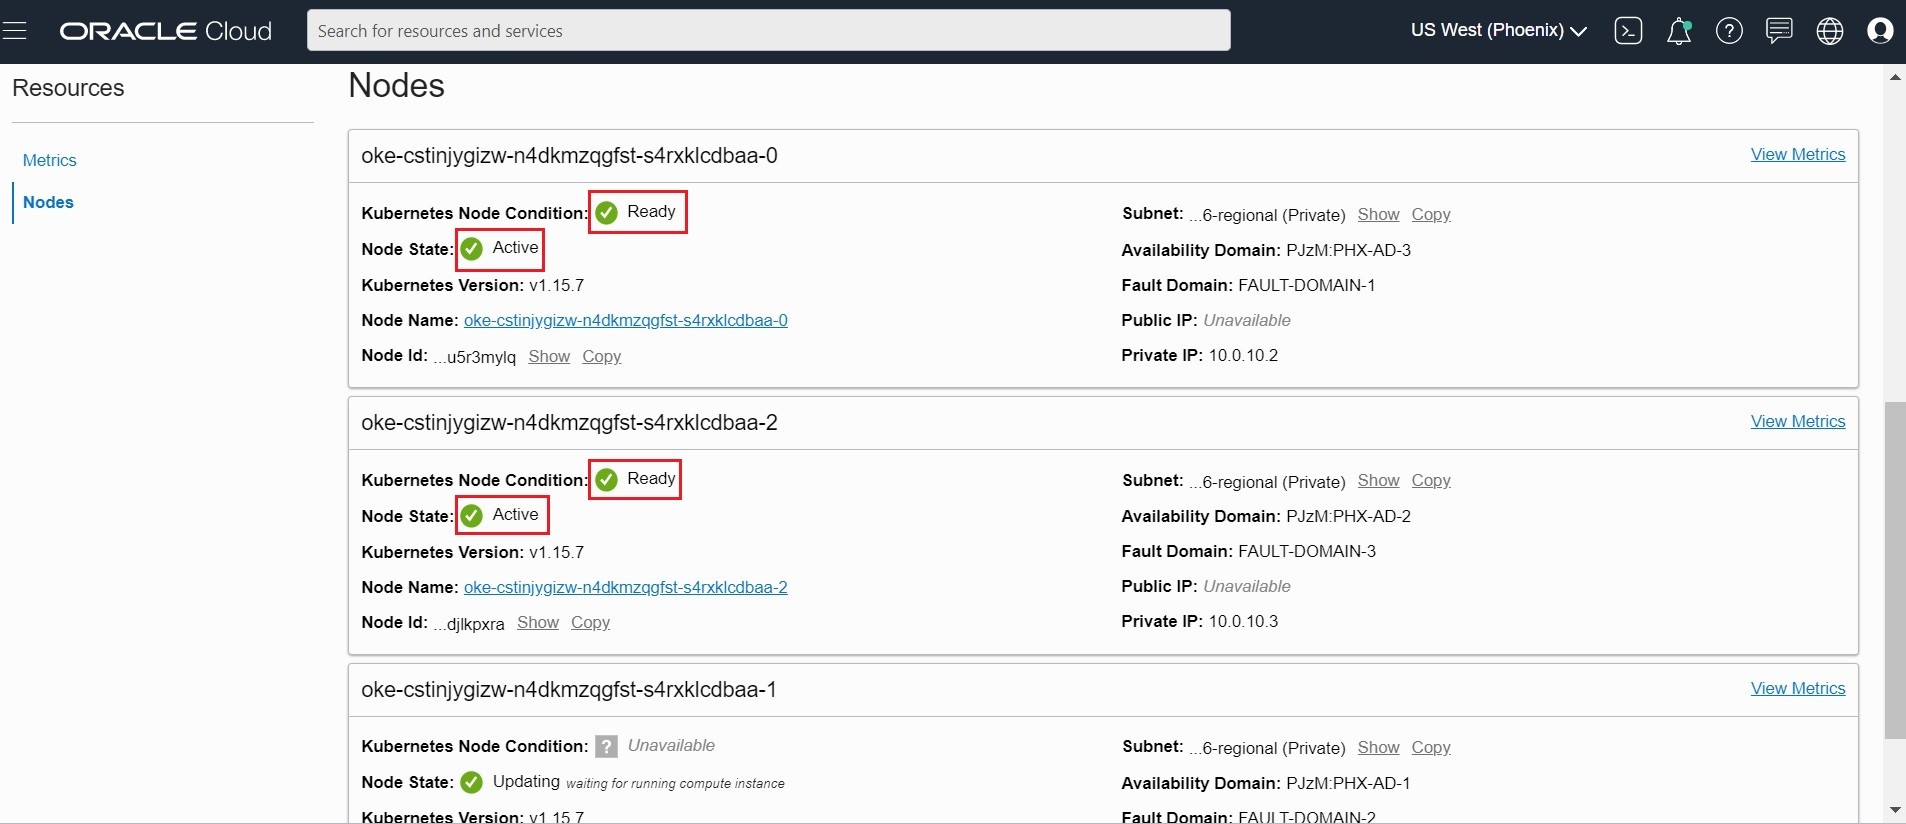 ORACLE Cloud
Search for resources and services
US West (Phoenix)
Resources
Metrics
Nodes
Nodes
oke-cstinjygizw-n4dkmzqgfst-s4rxklcdbaa-0
View Metrics
Kubernetes Node Condition: Ready
Node State: Active
Kubernetes Version: v1.15.7
Node Name: oke-cstinjygizw-n4dkmzqgfst-s4rxklcdbaa-0
Node Id: ...u5r3mylq Show Copy
Subnet: ...6-regional (Private) Show Copy
Availability Domain: PJzM:PHX-AD-3
Fault Domain: FAULT-DOMAIN-1
Public IP: Unavailable
Private IP: 10.0.10.2
oke-cstinjygizw-n4dkmzqgfst-s4rxklcdbaa-2
View Metrics
Kubernetes Node Condition: Ready
Node State: Active
Kubernetes Version: v1.15.7
Node Name: oke-cstinjygizw-n4dkmzqgfst-s4rxklcdbaa-2
Node Id: ...djlkpxra Show Copy
Subnet: ...6-regional (Private) Show Copy
Availability Domain: PJzM:PHX-AD-2
Fault Domain: FAULT-DOMAIN-3
Public IP: Unavailable
Private IP: 10.0.10.3
oke-cstinjygizw-n4dkmzqgfst-s4rxklcdbaa-1
View Metrics
Kubernetes Node Condition: ? Unavailable
Node State: Updating waiting for running compute instance
Kubernetes Version: v1.15.7
Subnet: ...6-regional (Private) Show Copy
Availability Domain: PJzM:PHX-AD-1
Fault Domain: FAULT-DOMAIN-2